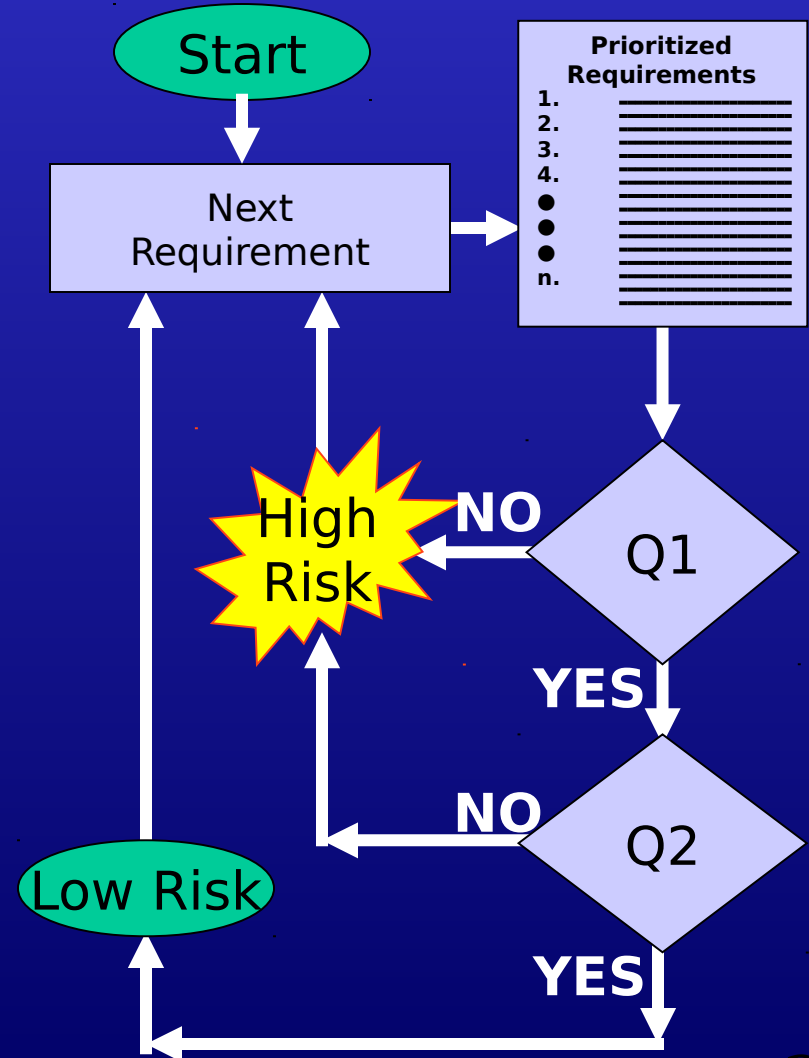 Start
Prioritized
Requirements
1.
2.
3.
4.
●
●
●
n.
Next
Requirement
High
Risk
NO
Q1
YES
NO
Q2
Low Risk
YES